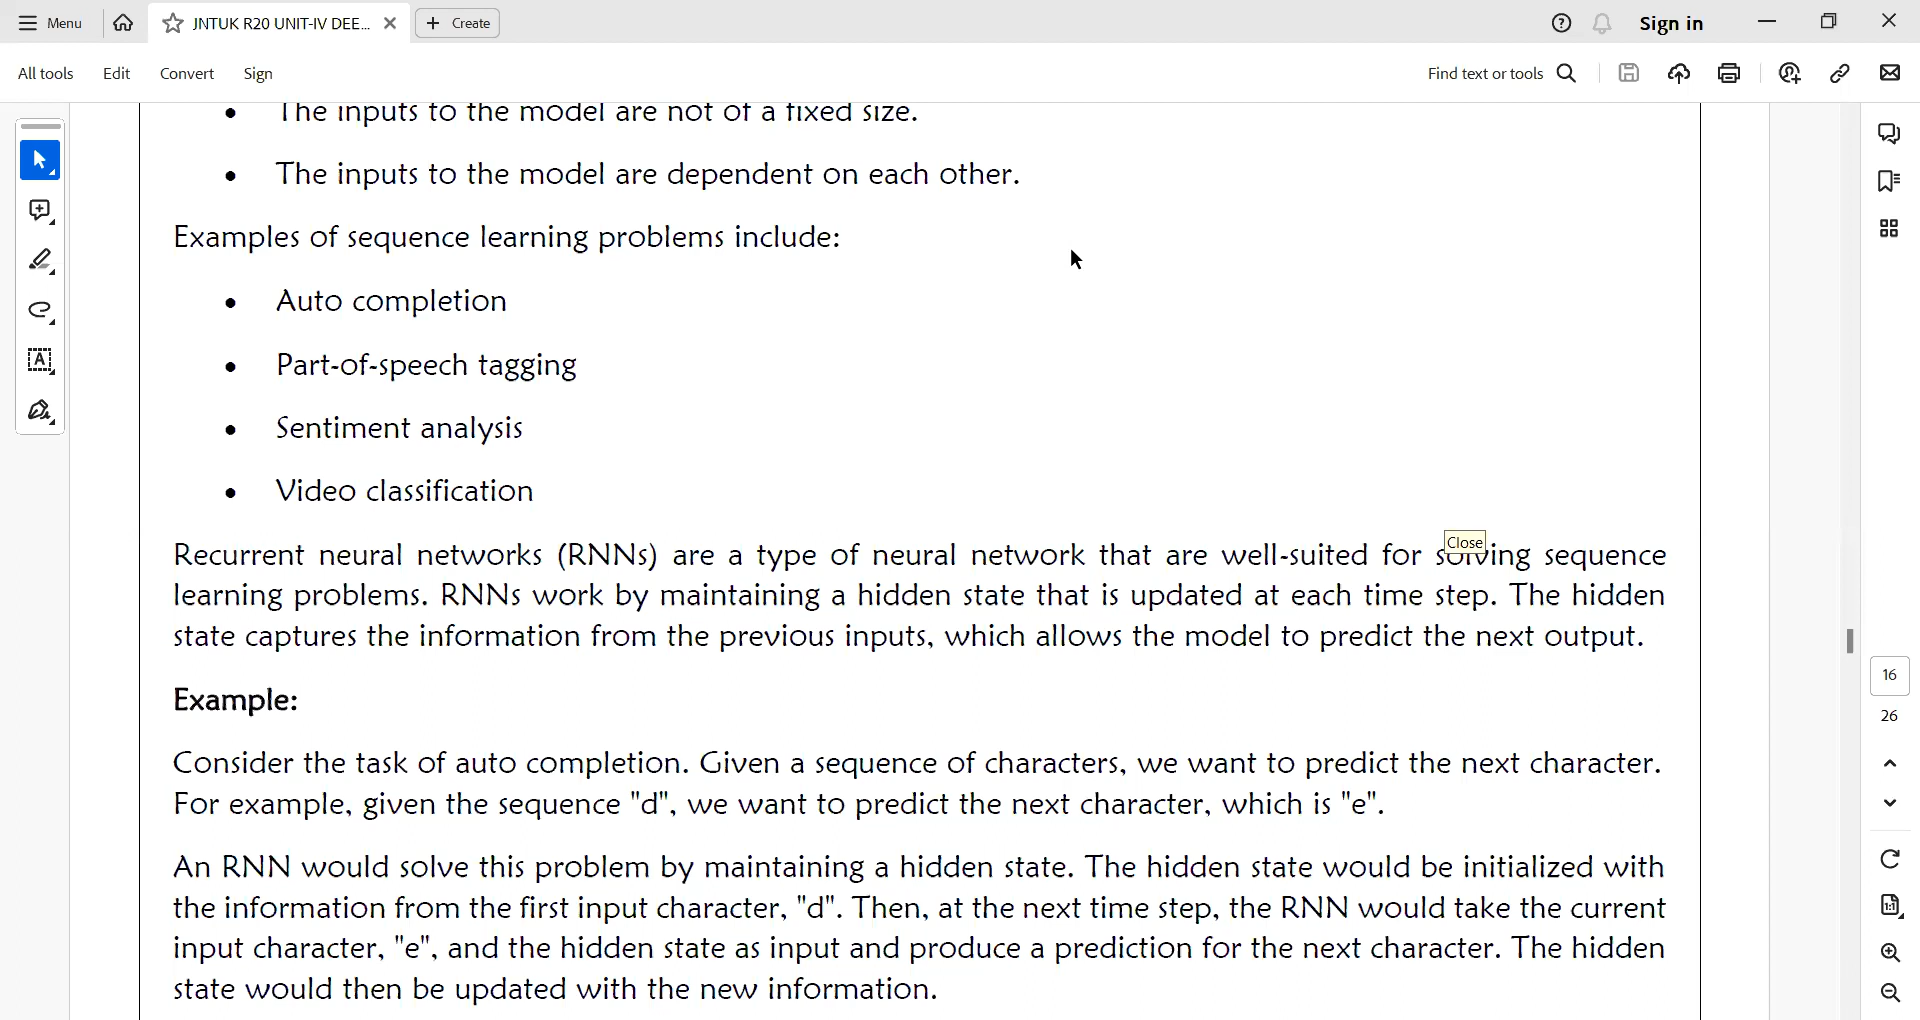 Menu
JNTUK R20 UNIT-IV DEE...
Create
Sign in
All tools
Edit
Convert
Sign
Find text or tools
• The inputs to the model are not of a fixed size.
• The inputs to the model are dependent on each other.
Examples of sequence learning problems include:
• Auto completion
• Part-of-speech tagging
• Sentiment analysis
• Video classification
Close
Recurrent neural networks (RNNs) are a type of neural network that are well-suited for solving sequence
learning problems. RNNs work by maintaining a hidden state that is updated at each time step. The hidden
state captures the information from the previous inputs, which allows the model to predict the next output.
Example:
Consider the task of auto completion. Given a sequence of characters, we want to predict the next character.
For example, given the sequence "d", we want to predict the next character, which is "e".
An RNN would solve this problem by maintaining a hidden state. The hidden state would be initialized with
the information from the first input character, "d". Then, at the next time step, the RNN would take the current
input character, "e", and the hidden state as input and produce a prediction for the next character. The hidden
state would then be updated with the new information.
16
26
1:1